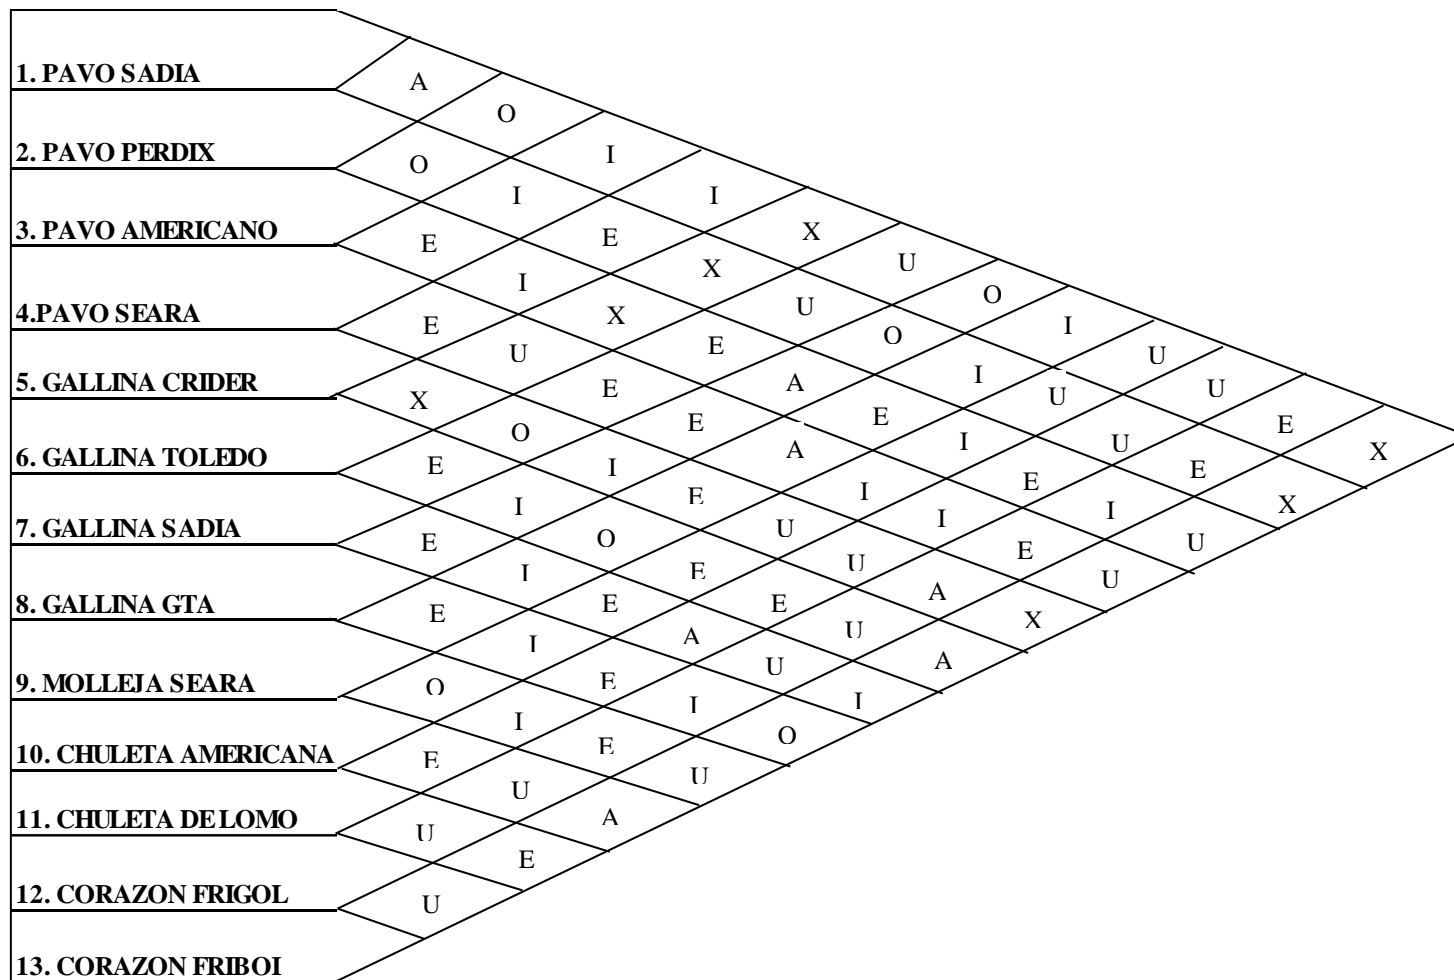 1. PAVO SADIA A
O
2. PAVO PERDIX O I
I I
3. PAVO AMERICANO E E X
X U
I O
4.PAVO SEARA E X U I
U E O U
5. GALLINA CRIDER X E A I U U
E E E
O A I U X
6. GALLINA TOLEDO E I E
I E I E I X
7. GALLINA SADIA E O U I E U
I E U U
8. GALLINA GTA E E E A X
I A U
9. MOLLEJA SEARA O E U A
I I I O
10. CHULETA AMERICANA E E
U U
11. CHULETA DE LOMO U A
E
12. CORAZON FRIGOL U
13. CORAZON FRIBOI